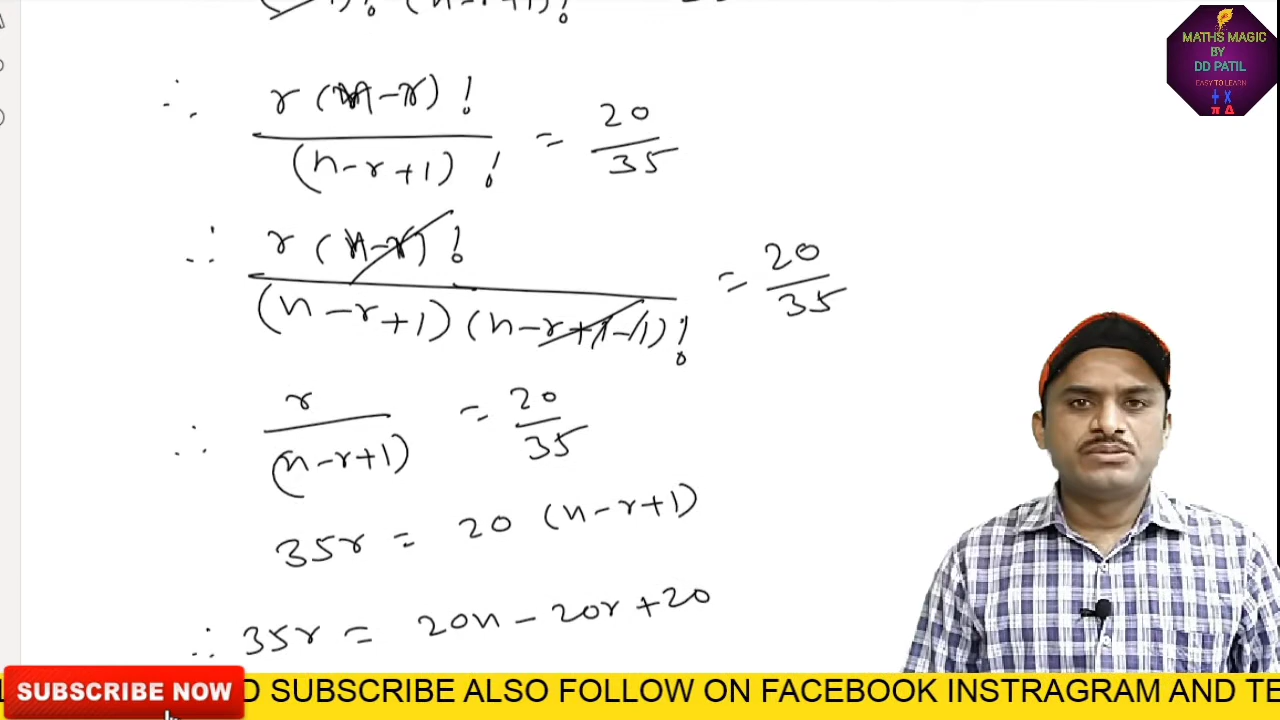 MATHS MAGIC
BY
DD PATIL
EASY TO LEARN
+ X
π Δ
∴ r (n-r) ! / (n-r+1) ! = 20 / 35
∴ r (n-r) ! / (n-r+1) (n-r+1-1) ! = 20 / 35
∴ r / (n-r+1) = 20 / 35
35r = 20 (n-r+1)
∴ 35r = 20n - 20r + 20
SUBSCRIBE NOW
D SUBSCRIBE ALSO FOLLOW ON FACEBOOK INSTRAGRAM AND TE